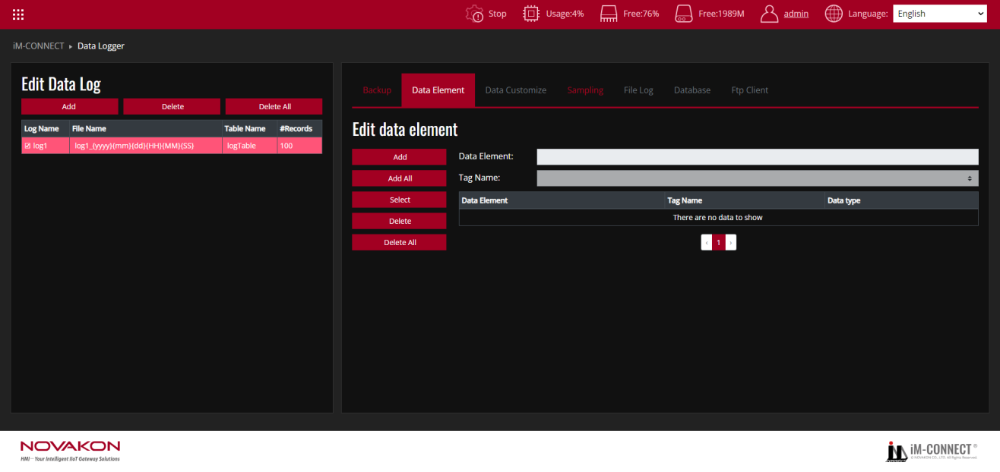 Stop Usage:4% Free:76% Free:1989M admin Language: English
iM-CONNECT ▸ Data Logger
Edit Data Log
Add Delete Delete All
Log Name File Name Table Name #Records
log1 log1_{yyyy}{mm}{dd}{HH}{MM}{SS} logTable 100
Backup Data Element Data Customize Sampling File Log Database Ftp Client
Edit data element
Add Data Element:
Add All Tag Name:
Select
Delete
Delete All
Data Element Tag Name Data type
There are no data to show
‹ 1 ›
NOVAKON
HMI – Your Intelligent IIoT Gateway Solutions
iM-CONNECT®
© NOVAKON CO., LTD. All Rights Reserved.